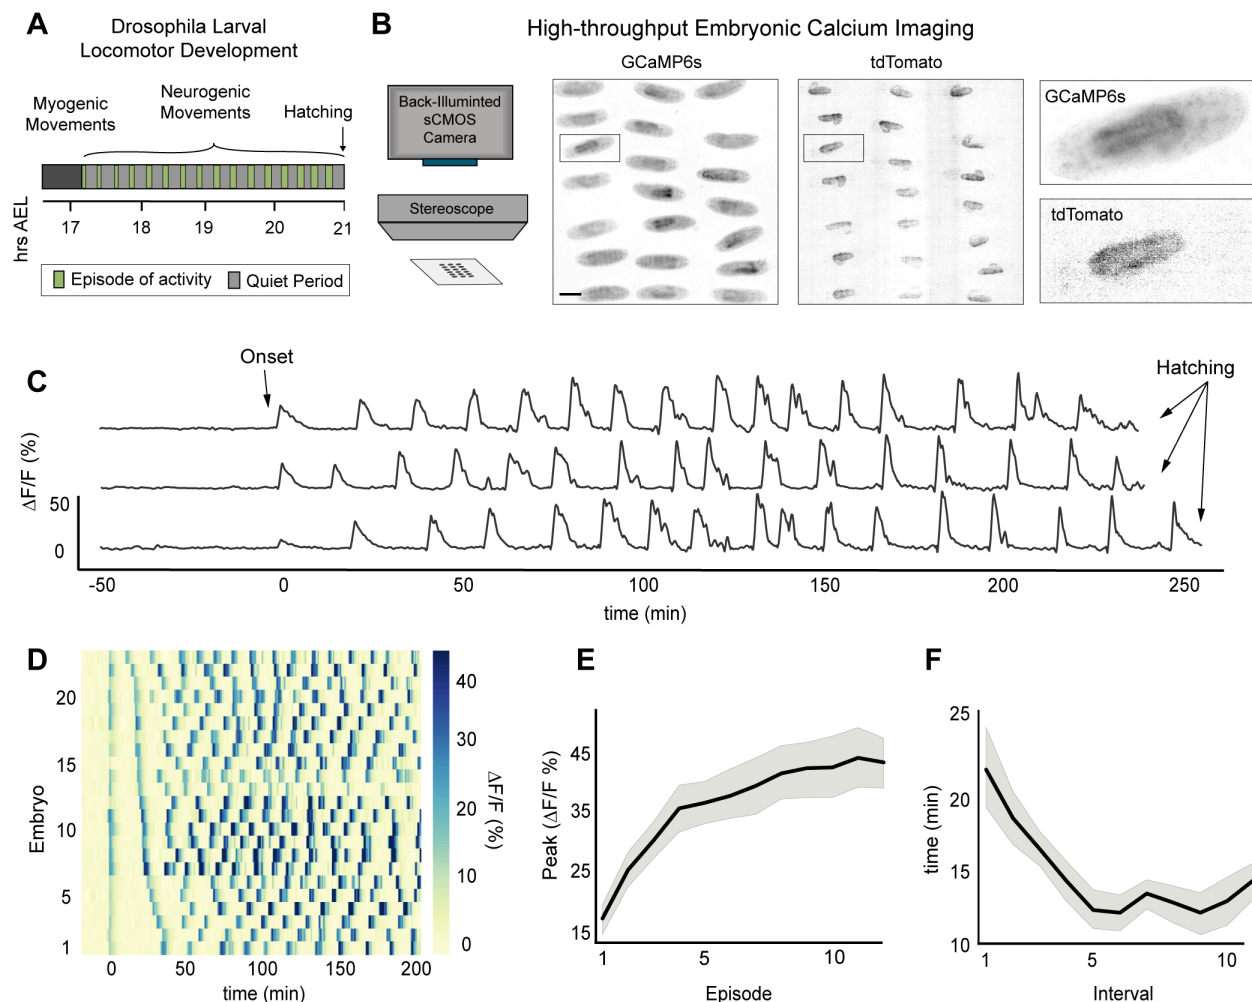 A
Drosophila Larval
Locomotor Development
Myogenic
Movements
Neurogenic
Movements
Hatching
hrs AEL
17 18 19 20 21
Episode of activity Quiet Period
B
High-throughput Embryonic Calcium Imaging
Back-Illuminted
sCMOS
Camera
Stereoscope
GCaMP6s
tdTomato
GCaMP6s
tdTomato
C
Onset
Hatching
ΔF/F (%)
50
0
-50 0 50 100 150 200 250
time (min)
D
Embryo
20
15
10
5
1
0 50 100 150 200
time (min)
40
30
20
10
0
ΔF/F (%)
E
Peak (ΔF/F %)
45
35
25
15
1 5 10
Episode
F
time (min)
25
20
15
10
1 5 10
Interval